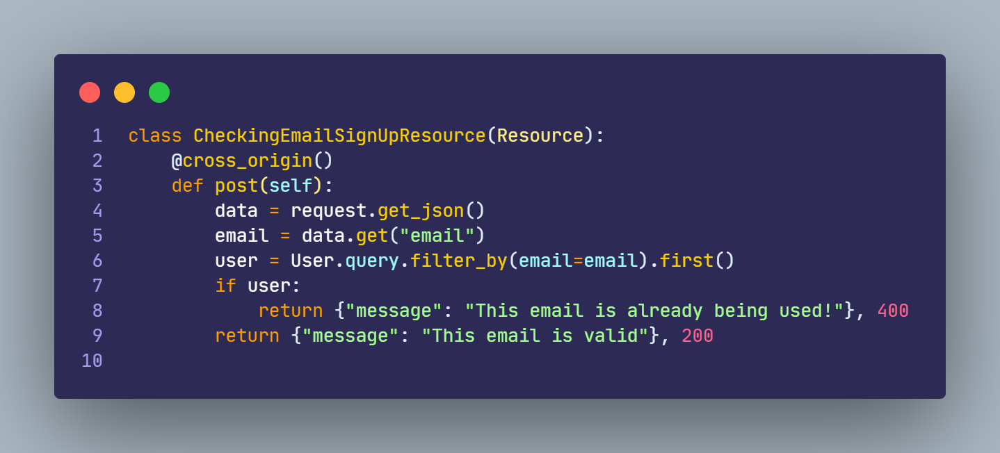 1 class CheckingEmailSignUpResource(Resource):
2     @cross_origin()
3     def post(self):
4         data = request.get_json()
5         email = data.get("email")
6         user = User.query.filter_by(email=email).first()
7         if user:
8             return {"message": "This email is already being used!"}, 400
9         return {"message": "This email is valid"}, 200
10